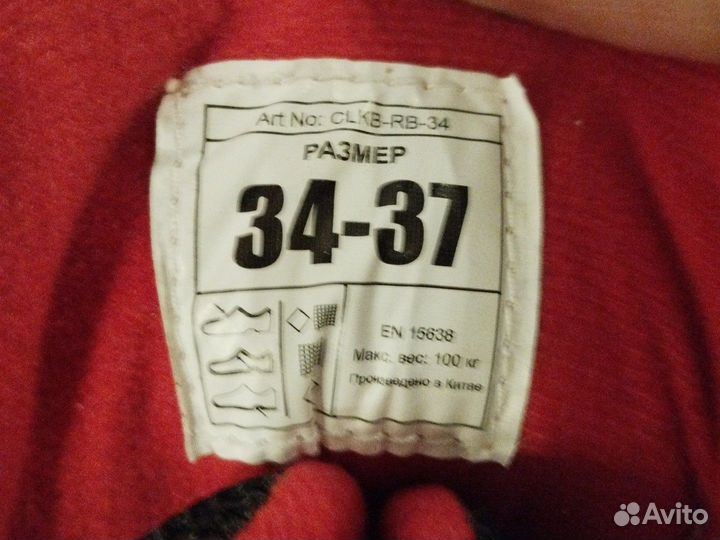 Art No: CLKB-RB-34
РАЗМЕР
34-37
EN 15638
Макс. вес: 100 кг
Произведено в Китае
Avito